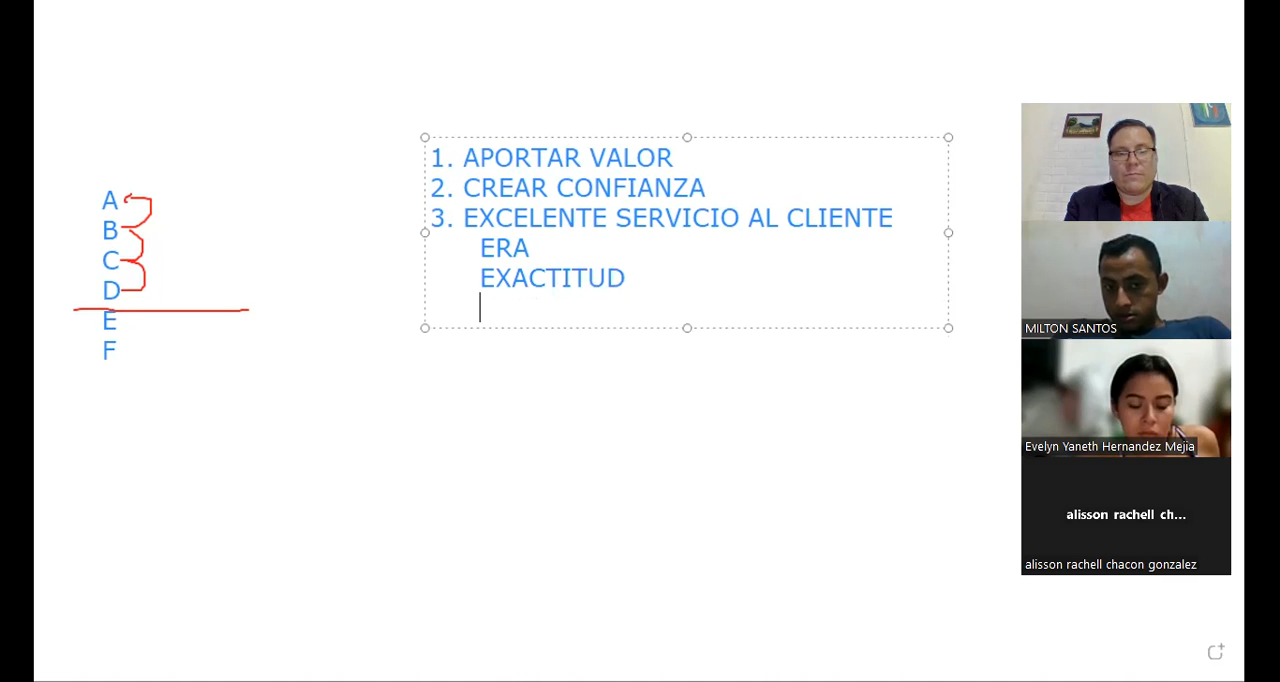 A
B
C
D
E
F
1. APORTAR VALOR
2. CREAR CONFIANZA
3. EXCELENTE SERVICIO AL CLIENTE
ERA
EXACTITUD
MILTON SANTOS
Evelyn Yaneth Hernandez Mejia
alisson rachell ch...
alisson rachell chacon gonzalez